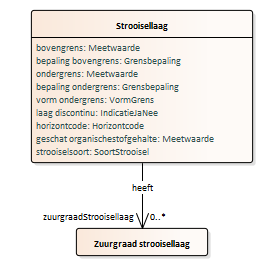 Strooisellaag
bovengrens: Meetwaarde
bepaling bovengrens: Grensbepaling
ondergrens: Meetwaarde
bepaling ondergrens: Grensbepaling
vorm ondergrens: VormGrens
laag discontinu: IndicatieJaNee
horizontcode: Horizontcode
geschat organischestofgehalte: Meetwaarde
strooiselsoort: SoortStrooisel
heeft
zuurgraadStrooisellaag 0..*
Zuurgraad strooisellaag